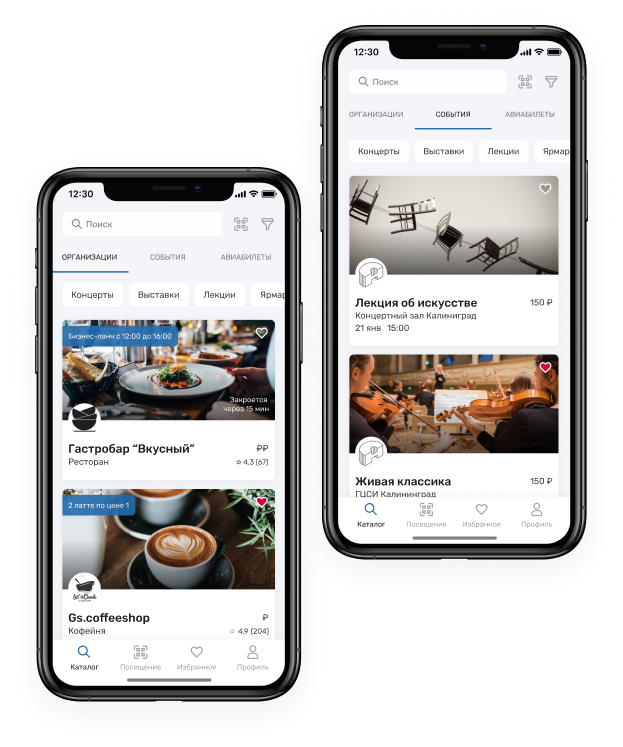 12:30
Поиск
ОРГАНИЗАЦИИ СОБЫТИЯ АВИАБИЛЕТЫ
Концерты Выставки Лекции Ярмар
Бизнес-ланч с 12:00 до 16:00
Закроется
через 15 мин
Гастробар “Вкусный” ₽₽
Ресторан ☆ 4,3 (67)
2 латте по цене 1
Gs.coffeeshop ₽
Кофейня ☆ 4,9 (204)
Каталог Посещение Избранное Профиль
12:30
Поиск
ОРГАНИЗАЦИИ СОБЫТИЯ АВИАБИЛЕТЫ
Концерты Выставки Лекции Ярмар
Лекция об искусстве 150 ₽
Концертный зал Калининград
21 янв 15:00
Живая классика 150 ₽
ГЦСИ Калининград
Каталог Посещение Избранное Профиль